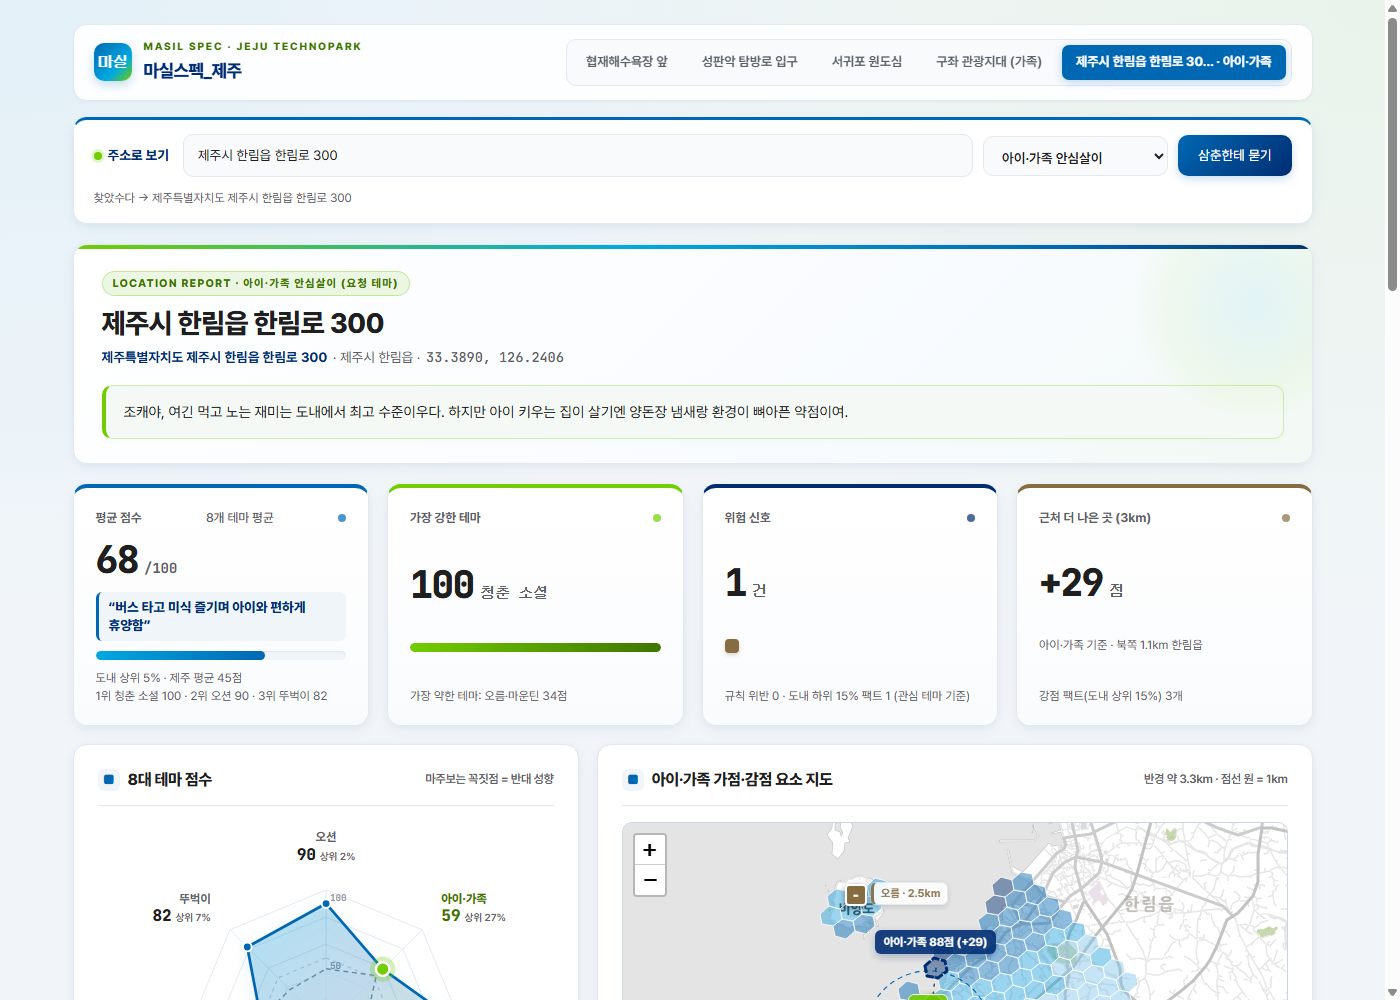 마실
MASIL SPEC · JEJU TECHNOPARK
마실스펙_제주
협재해수욕장 앞
성판악 탐방로 입구
서귀포 원도심
구좌 관광지대 (가족)
제주시 한림읍 한림로 30... · 아이·가족
주소로 보기
제주시 한림읍 한림로 300
아이·가족 안심살이
삼춘한테 묻기
찾았수다 → 제주특별자치도 제주시 한림읍 한림로 300
LOCATION REPORT · 아이·가족 안심살이 (요청 테마)
제주시 한림읍 한림로 300
제주특별자치도 제주시 한림읍 한림로 300 · 제주시 한림읍 · 33.3890, 126.2406
조캐야, 여긴 먹고 노는 재미는 도내에서 최고 수준이우다. 하지만 아이 키우는 집이 살기엔 양돈장 냄새랑 환경이 뼈아픈 약점이여.
평균 점수
8개 테마 평균
68 /100
“버스 타고 미식 즐기며 아이와 편하게
휴양함”
도내 상위 5% · 제주 평균 45점
1위 청춘 소셜 100 · 2위 오션 90 · 3위 뚜벅이 82
가장 강한 테마
100 청춘 소셜
가장 약한 테마: 오름·마운틴 34점
위험 신호
1 건
규칙 위반 0 · 도내 하위 15% 팩트 1 (관심 테마 기준)
근처 더 나은 곳 (3km)
+29 점
아이·가족 기준 · 북쪽 1.1km 한림읍
강점 팩트(도내 상위 15%) 3개
8대 테마 점수
마주보는 꼭짓점 = 반대 성향
오션
90 상위 2%
뚜벅이
82 상위 7%
아이·가족
59 상위 27%
100
50
아이·가족 가점·감점 요소 지도
반경 약 3.3km · 점선 원 = 1km
+
−
오름 · 2.5km
비양도
한림읍
아이·가족 88점 (+29)